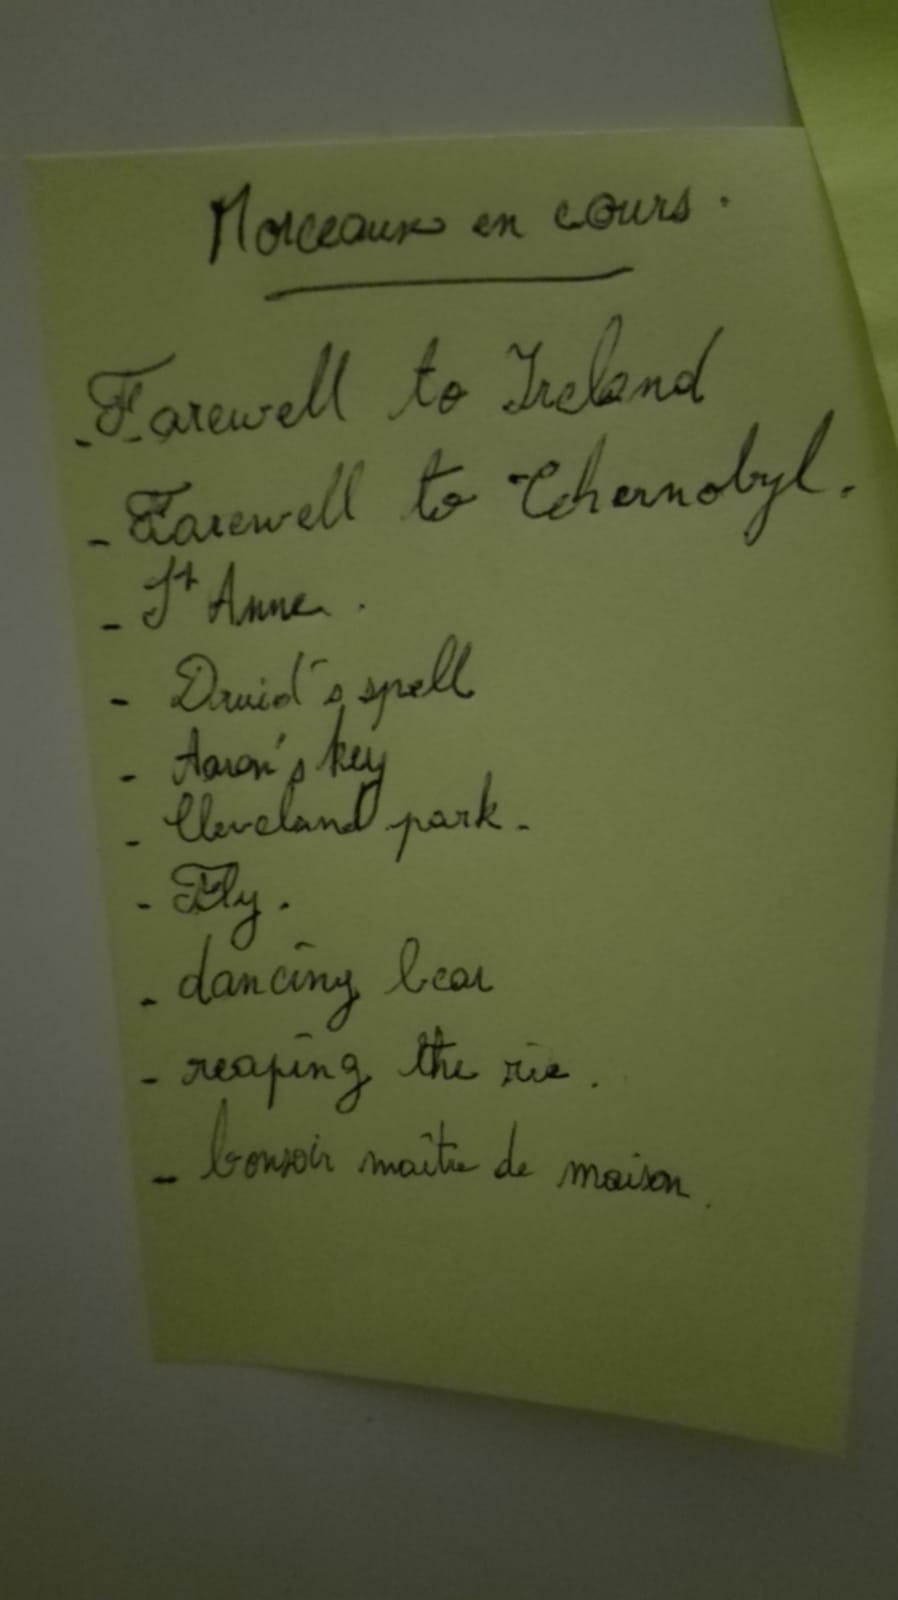 Morceaux en cours.
- Farewell to Ireland
- Farewell to Chernobyl.
- St Anne.
- Druid's spell
- Aaron's key
- Cleveland park.
- Fly.
- dancing bear
- reaping the rie.
- bonsoir maître de maison.